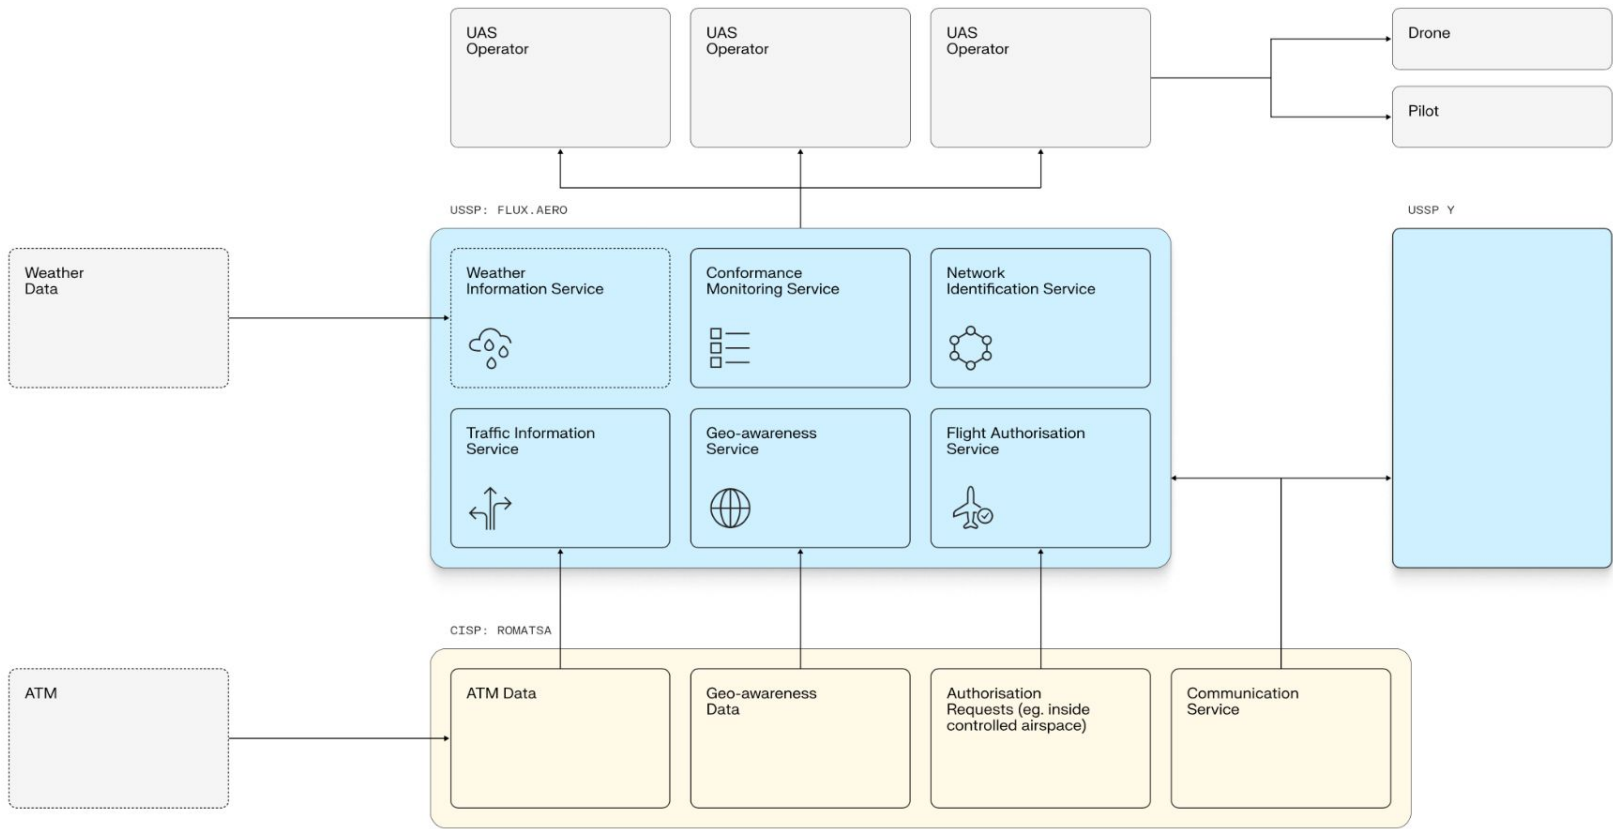 UAS
Operator
UAS
Operator
UAS
Operator
Drone
Pilot
USSP: FLUX.AERO
USSP Y
Weather
Data
Weather
Information Service
Conformance
Monitoring Service
Network
Identification Service
Traffic Information
Service
Geo-awareness
Service
Flight Authorisation
Service
CISP: ROMATSA
ATM
ATM Data
Geo-awareness
Data
Authorisation
Requests (eg. inside
controlled airspace)
Communication
Service